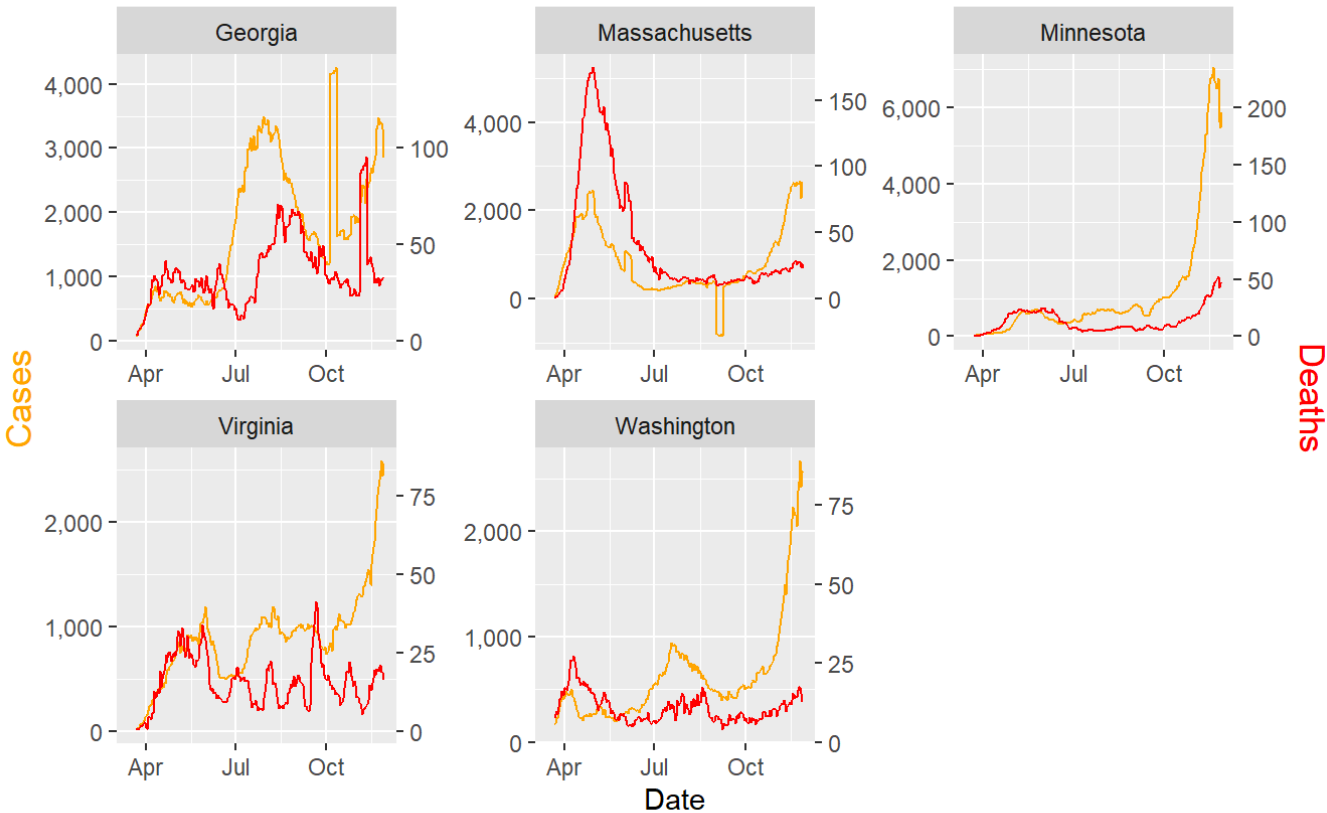 Georgia
Massachusetts
Minnesota
4,000
3,000
2,000
1,000
0
100
50
0
4,000
2,000
0
150
100
50
0
6,000
4,000
2,000
0
200
150
100
50
0
Apr Jul Oct
Apr Jul Oct
Apr Jul Oct
Cases
Deaths
Virginia
Washington
2,000
1,000
0
75
50
25
0
2,000
1,000
0
75
50
25
0
Apr Jul Oct
Apr Jul Oct
Date